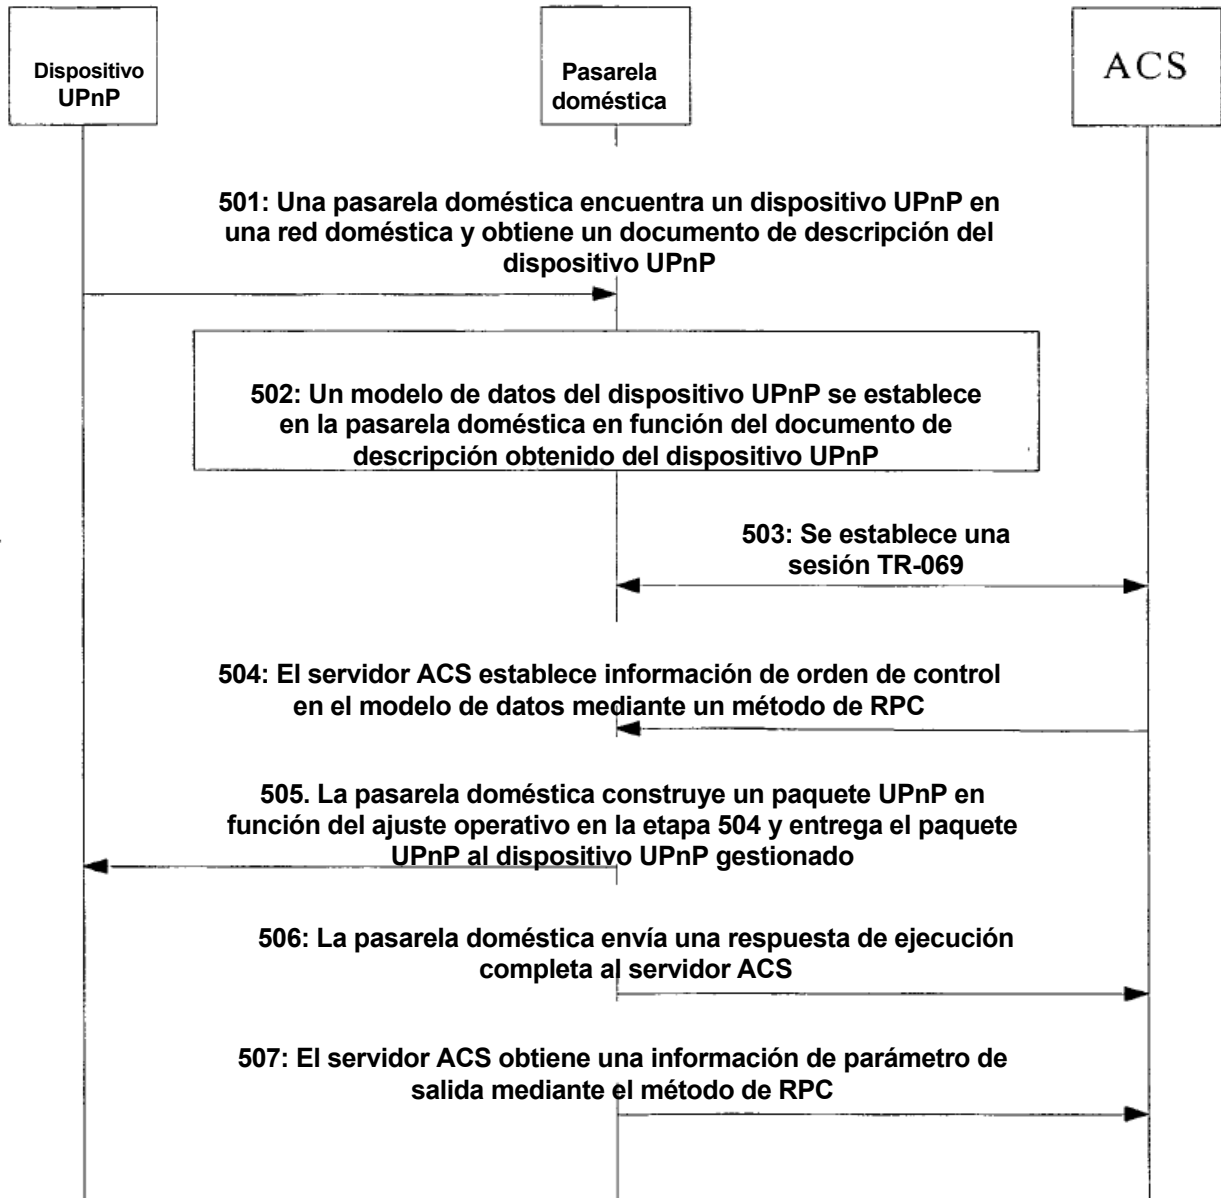 Dispositivo
UPnP
Pasarela
doméstica
ACS
501: Una pasarela doméstica encuentra un dispositivo UPnP en
una red doméstica y obtiene un documento de descripción del
dispositivo UPnP
502: Un modelo de datos del dispositivo UPnP se establece
en la pasarela doméstica en función del documento de
descripción obtenido del dispositivo UPnP
503: Se establece una
sesión TR-069
504: El servidor ACS establece información de orden de control
en el modelo de datos mediante un método de RPC
505. La pasarela doméstica construye un paquete UPnP en
función del ajuste operativo en la etapa 504 y entrega el paquete
UPnP al dispositivo UPnP gestionado
506: La pasarela doméstica envía una respuesta de ejecución
completa al servidor ACS
507: El servidor ACS obtiene una información de parámetro de
salida mediante el método de RPC